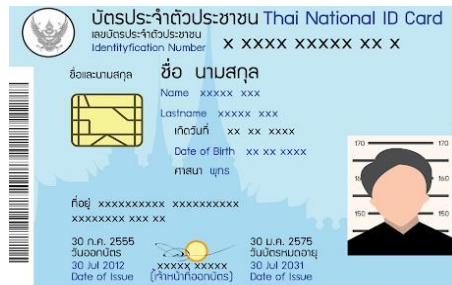 บัตรประจำตัวประชาชน Thai National ID Card
เลขบัตรประจำตัวประชาชน
Identityfication Number X XXXX XXXXX XX X
ชื่อและนามสกุล ชื่อ นามสกุล
Name xxxxx xxx
Lastname xxxxx xxx
เกิดวันที่ xx xx xxxx
Date of Birth xx xx xxxx
ศาสนา พุทธ
ที่อยู่ xxxxxxxxxx xxxxxxxxxx
xxxxxxxx xxx xx
30 ก.ค. 2555
วันออกบัตร
30 Jul 2012
Date of Issue
xxxxx xxxxx
(เจ้าหน้าที่ออกบัตร)
30 ม.ค. 2575
วันบัตรหมดอายุ
30 Jul 2031
Date of Issue
170 170
160 160
150 150